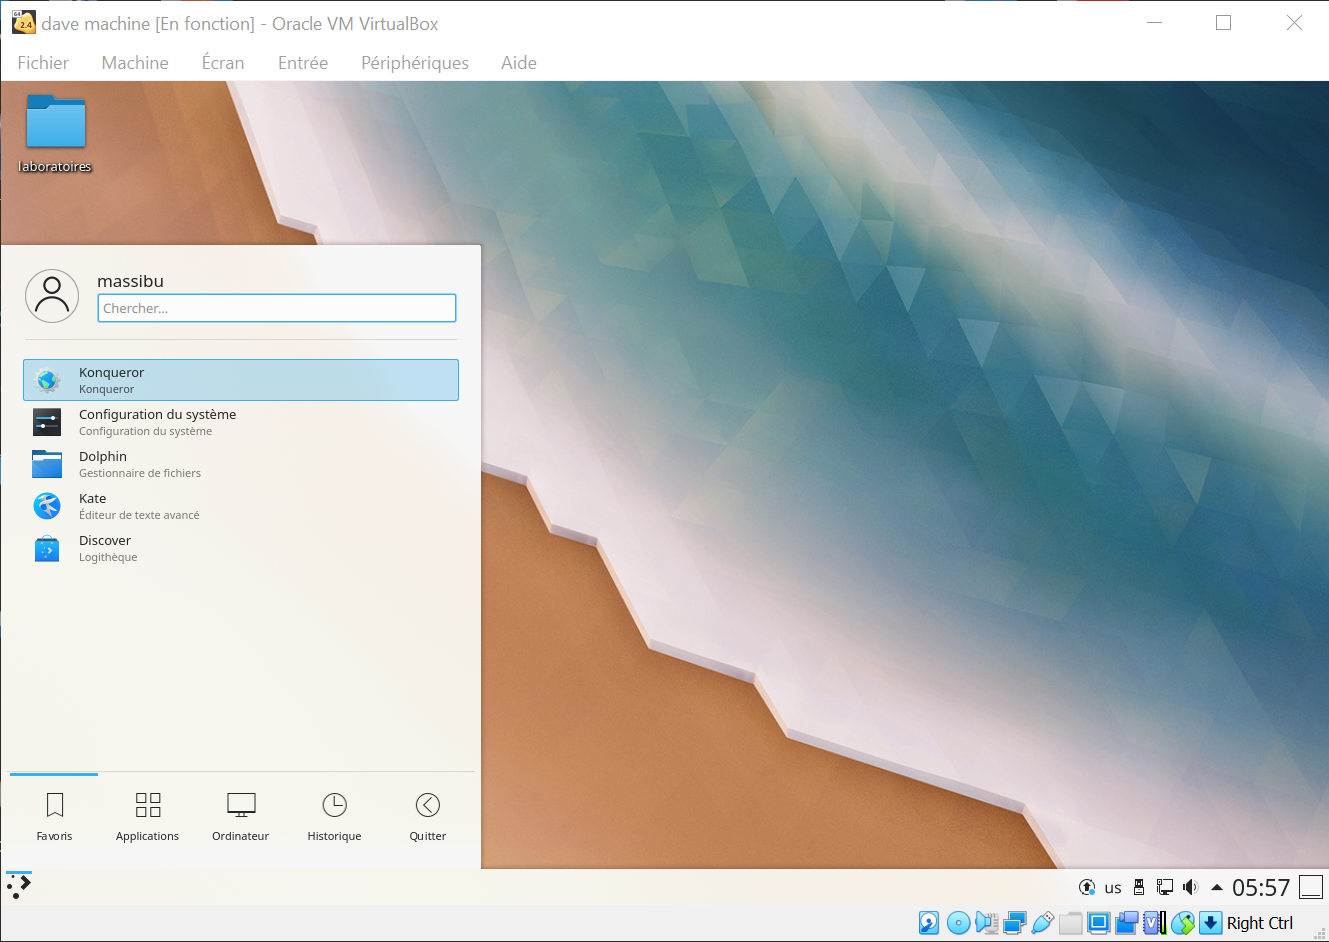 dave machine [En fonction] - Oracle VM VirtualBox
Fichier Machine Écran Entrée Périphériques Aide
laboratoires
massibu
Chercher...
Konqueror
Konqueror
Configuration du système
Configuration du système
Dolphin
Gestionnaire de fichiers
Kate
Éditeur de texte avancé
Discover
Logithèque
Favoris Applications Ordinateur Historique Quitter
us 05:57
Right Ctrl